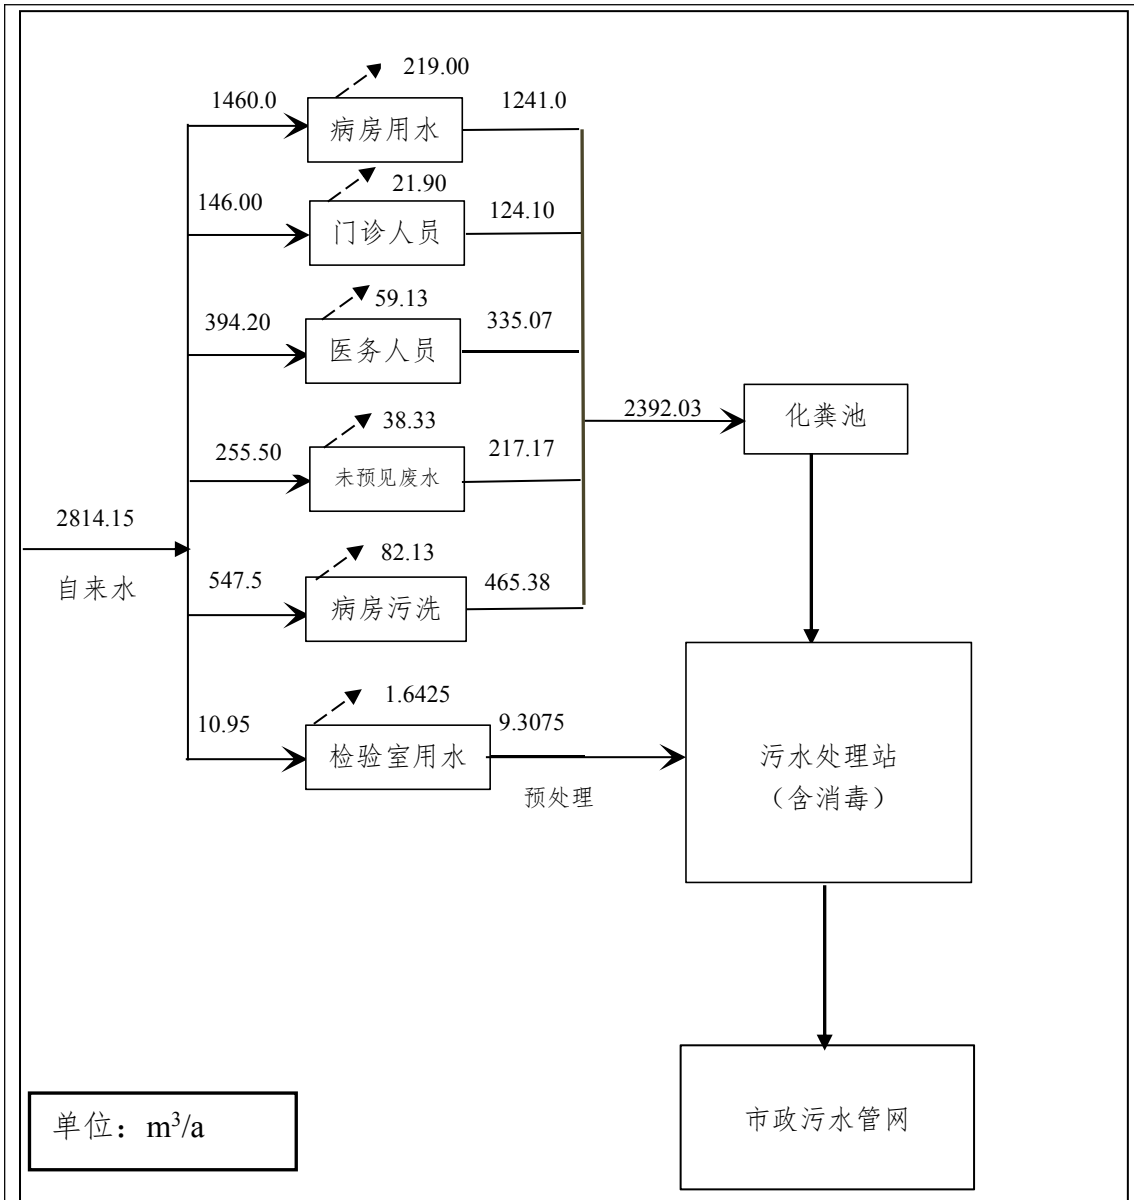 219.00
1460.0
1241.0
病房用水
21.90
146.00
124.10
门诊人员
59.13
394.20
335.07
医务人员
2392.03
化粪池
38.33
255.50
217.17
未预见废水
2814.15
自来水
82.13
547.5
465.38
病房污洗
1.6425
10.95
9.3075
检验室用水
预处理
污水处理站
（含消毒）
市政污水管网
单位：m³/a